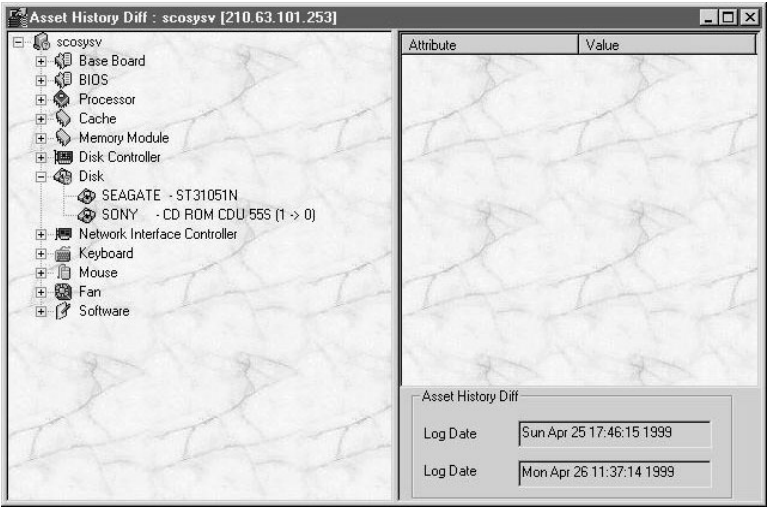 Asset History Diff : scosysv [210.63.101.253]
scosysv
Base Board
BIOS
Processor
Cache
Memory Module
Disk Controller
Disk
SEAGATE - ST31051N
SONY - CD ROM CDU 55S (1 -> 0)
Network Interface Controller
Keyboard
Mouse
Fan
Software
Attribute Value
Asset History Diff
Log Date Sun Apr 25 17:46:15 1999
Log Date Mon Apr 26 11:37:14 1999